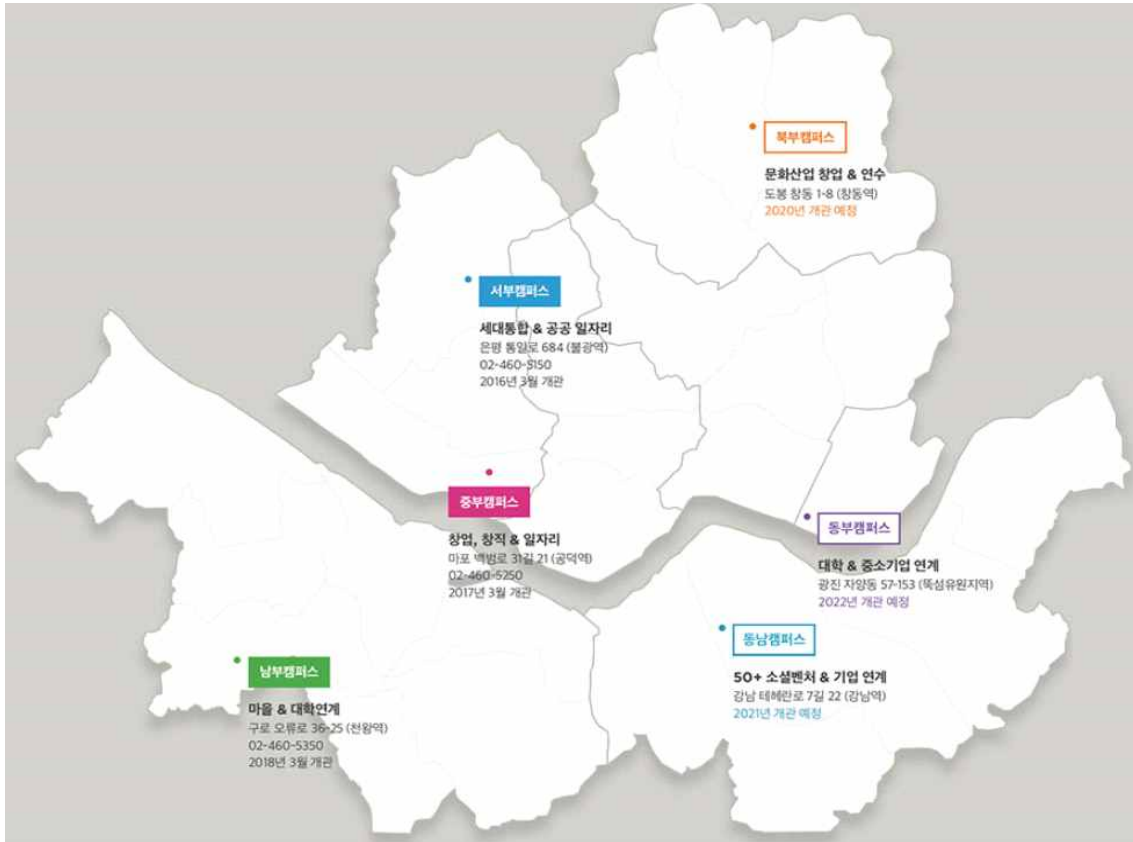 북부캠퍼스
문화산업 창업 & 연수
도봉 창동 1-8 (창동역)
2020년 개관 예정
서부캠퍼스
세대통합 & 공공 일자리
은평 통일로 684 (불광역)
02-460-5150
2016년 3월 개관
중부캠퍼스
창업, 창직 & 일자리
마포 백범로 31길 21 (공덕역)
02-460-5250
2017년 3월 개관
동부캠퍼스
대학 & 중소기업 연계
광진 자양동 57-153 (뚝섬유원지역)
2022년 개관 예정
동남캠퍼스
50+ 소셜벤처 & 기업 연계
강남 테헤란로 7길 22 (강남역)
2021년 개관 예정
남부캠퍼스
마을 & 대학연계
구로 오류로 36-25 (천왕역)
02-460-5350
2018년 3월 개관